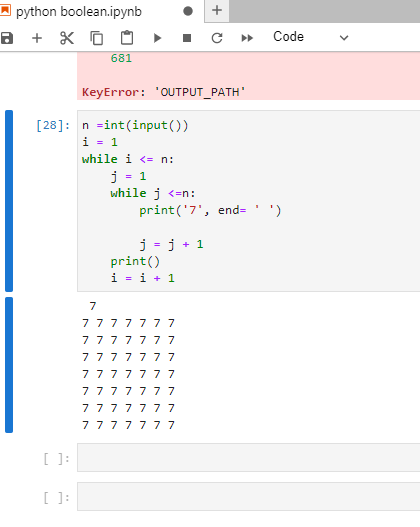 python boolean.ipynb
Code
681
KeyError: 'OUTPUT_PATH'
[28]: n =int(input())
i = 1
while i <= n:
    j = 1
    while j <=n:
        print('7', end= ' ')
        j = j + 1
    print()
    i = i + 1
7
7 7 7 7 7 7 7
7 7 7 7 7 7 7
7 7 7 7 7 7 7
7 7 7 7 7 7 7
7 7 7 7 7 7 7
7 7 7 7 7 7 7
7 7 7 7 7 7 7
[ ]:
[ ]: